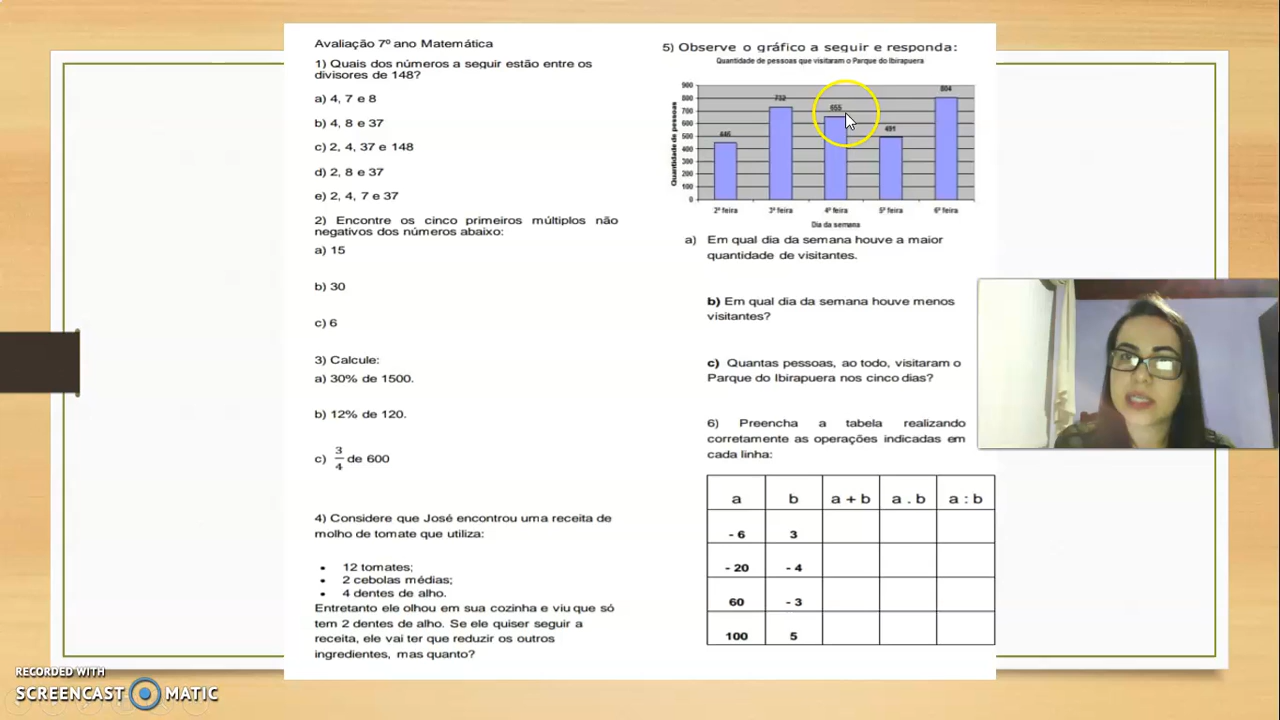 Avaliação 7º ano Matemática
1) Quais dos números a seguir estão entre os
divisores de 148?
a) 4, 7 e 8
b) 4, 8 e 37
c) 2, 4, 37 e 148
d) 2, 8 e 37
e) 2, 4, 7 e 37
2) Encontre os cinco primeiros múltiplos não
negativos dos números abaixo:
a) 15
b) 30
c) 6
3) Calcule:
a) 30% de 1500.
b) 12% de 120.
c) 3/4 de 600
4) Considere que José encontrou uma receita de
molho de tomate que utiliza:
• 12 tomates;
• 2 cebolas médias;
• 4 dentes de alho.
Entretanto ele olhou em sua cozinha e viu que só
tem 2 dentes de alho. Se ele quiser seguir a
receita, ele vai ter que reduzir os outros
ingredientes, mas quanto?
5) Observe o gráfico a seguir e responda:
Quantidade de pessoas que visitaram o Parque do Ibirapuera
Quantidade de pessoas
900
800
700
600
500
400
300
200
100
0
446
732
655
491
804
2ª feira 3ª feira 4ª feira 5ª feira 6ª feira
Dia da semana
a) Em qual dia da semana houve a maior
quantidade de visitantes.
b) Em qual dia da semana houve menos
visitantes?
c) Quantas pessoas, ao todo, visitaram o
Parque do Ibirapuera nos cinco dias?
6) Preencha a tabela realizando
corretamente as operações indicadas em
cada linha:
a b a + b a . b a : b
- 6 3
- 20 - 4
60 - 3
100 5
RECORDED WITH
SCREENCAST MATIC